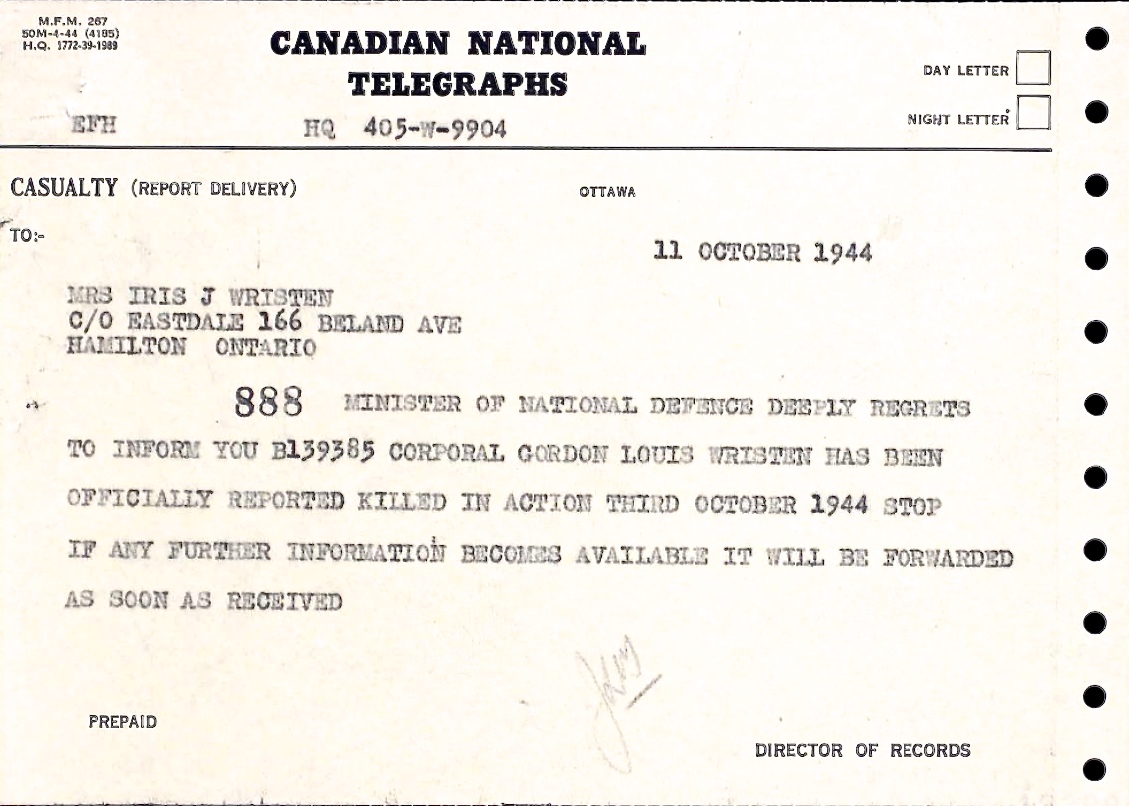 M.F.M. 267
50M-4-44 (4185)
H.Q. 1772-39-1989
CANADIAN NATIONAL
TELEGRAPHS
DAY LETTER
NIGHT LETTER
EFH HQ 405-W-9904
CASUALTY (REPORT DELIVERY) OTTAWA
TO:-
11 OCTOBER 1944
MRS IRIS J WRISTEN
C/O EASTDALE 166 BELAND AVE
HAMILTON ONTARIO
888 MINISTER OF NATIONAL DEFENCE DEEPLY REGRETS
TO INFORM YOU B139385 CORPORAL GORDON LOUIS WRISTEN HAS BEEN
OFFICIALLY REPORTED KILLED IN ACTION THIRD OCTOBER 1944 STOP
IF ANY FURTHER INFORMATION BECOMES AVAILABLE IT WILL BE FORWARDED
AS SOON AS RECEIVED
PREPAID
DIRECTOR OF RECORDS